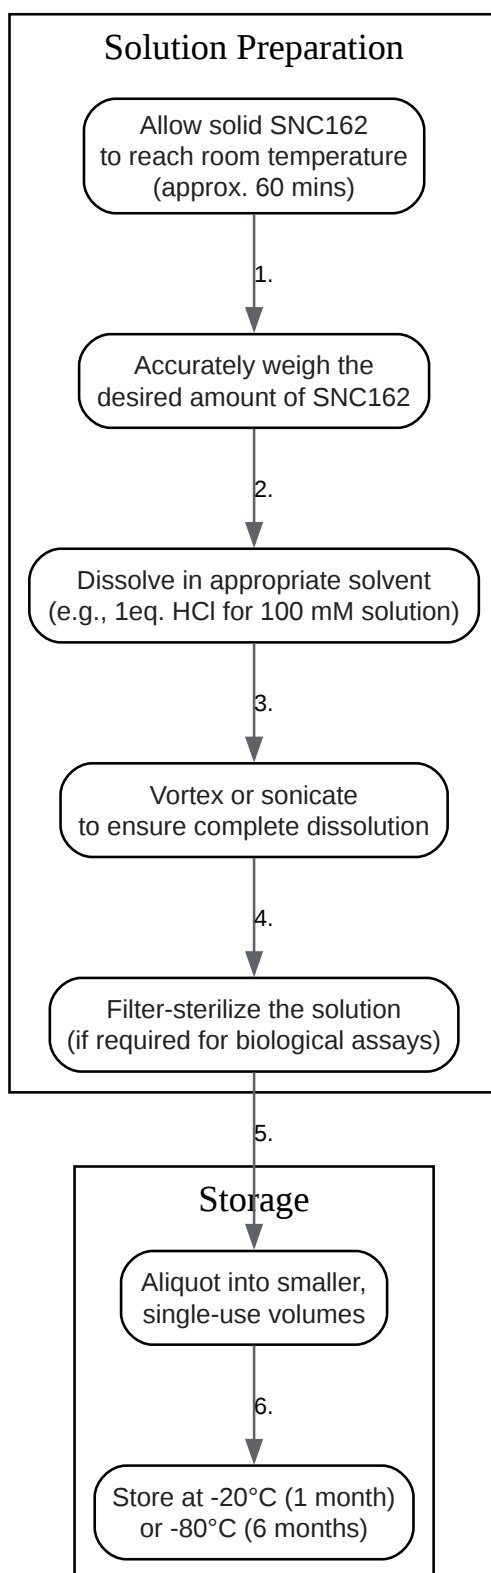 Solution Preparation
Allow solid SNC162
to reach room temperature
(approx. 60 mins)
1.
Accurately weigh the
desired amount of SNC162
2.
Dissolve in appropriate solvent
(e.g., 1eq. HCl for 100 mM solution)
3.
Vortex or sonicate
to ensure complete dissolution
4.
Filter-sterilize the solution
(if required for biological assays)
5.
Storage
Aliquot into smaller,
single-use volumes
6.
Store at -20°C (1 month)
or -80°C (6 months)